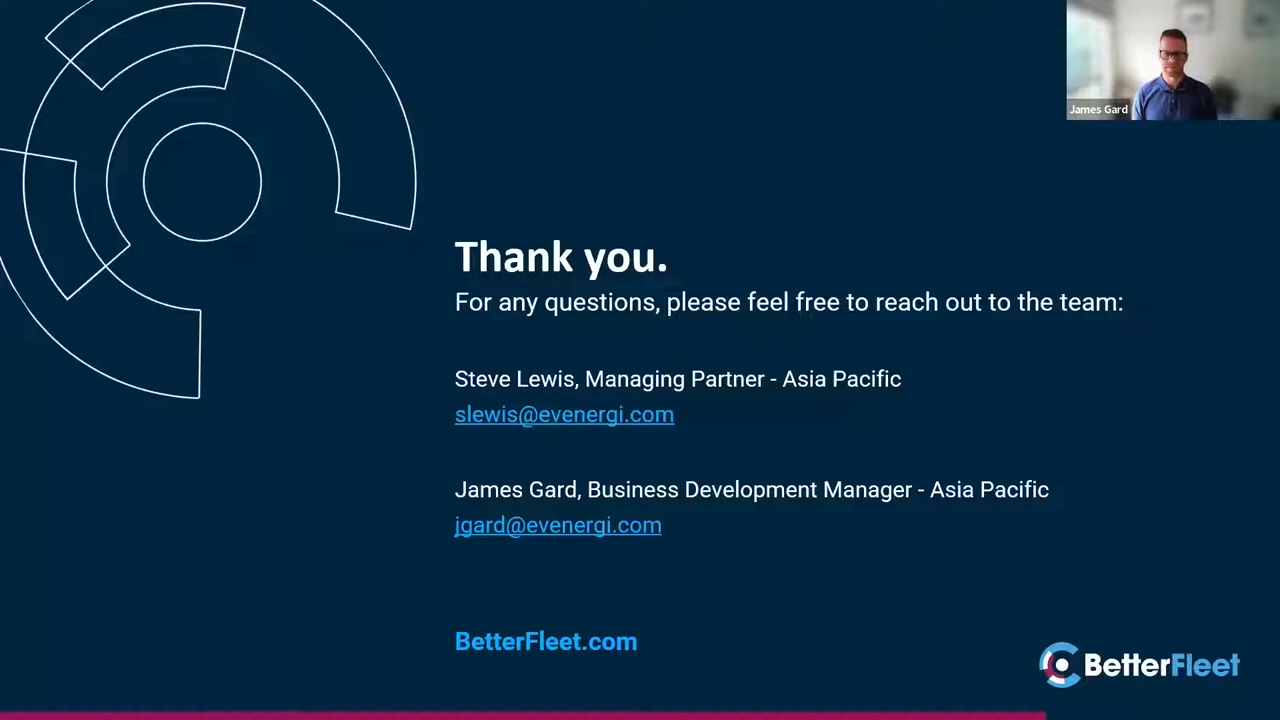 James Gard
Thank you.
For any questions, please feel free to reach out to the team:
Steve Lewis, Managing Partner - Asia Pacific
slewis@evenergi.com
James Gard, Business Development Manager - Asia Pacific
jgard@evenergi.com
BetterFleet.com
BetterFleet